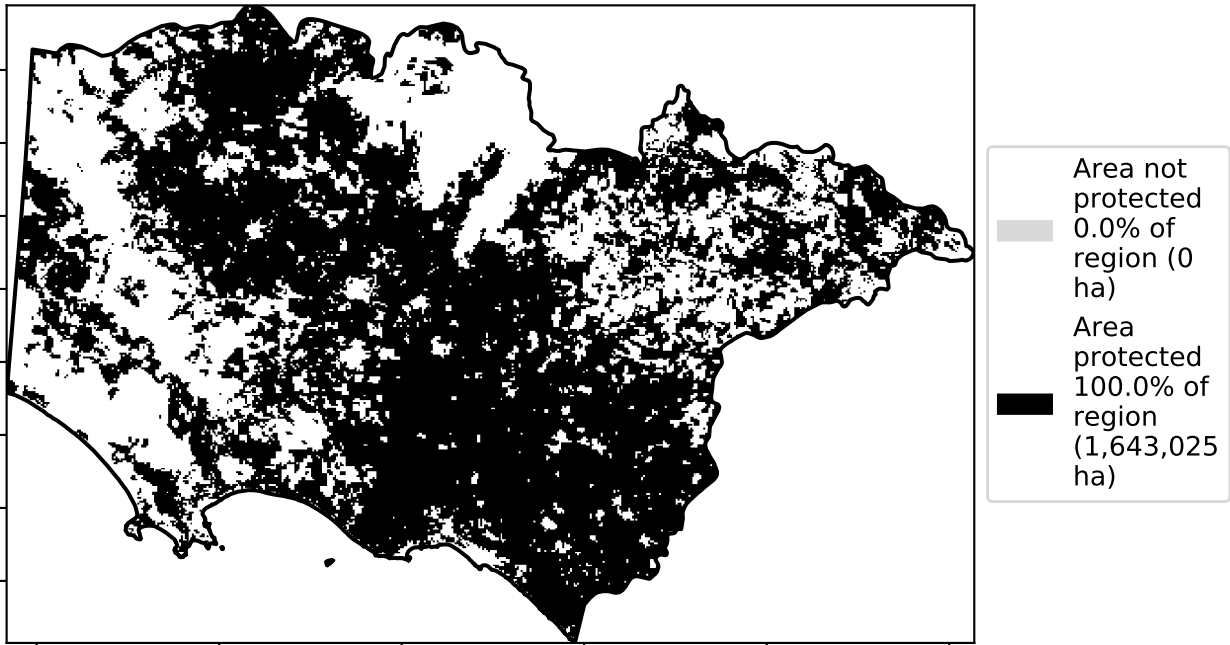 Area not
protected
0.0% of
region (0
ha)
Area
protected
100.0% of
region
(1,643,025
ha)